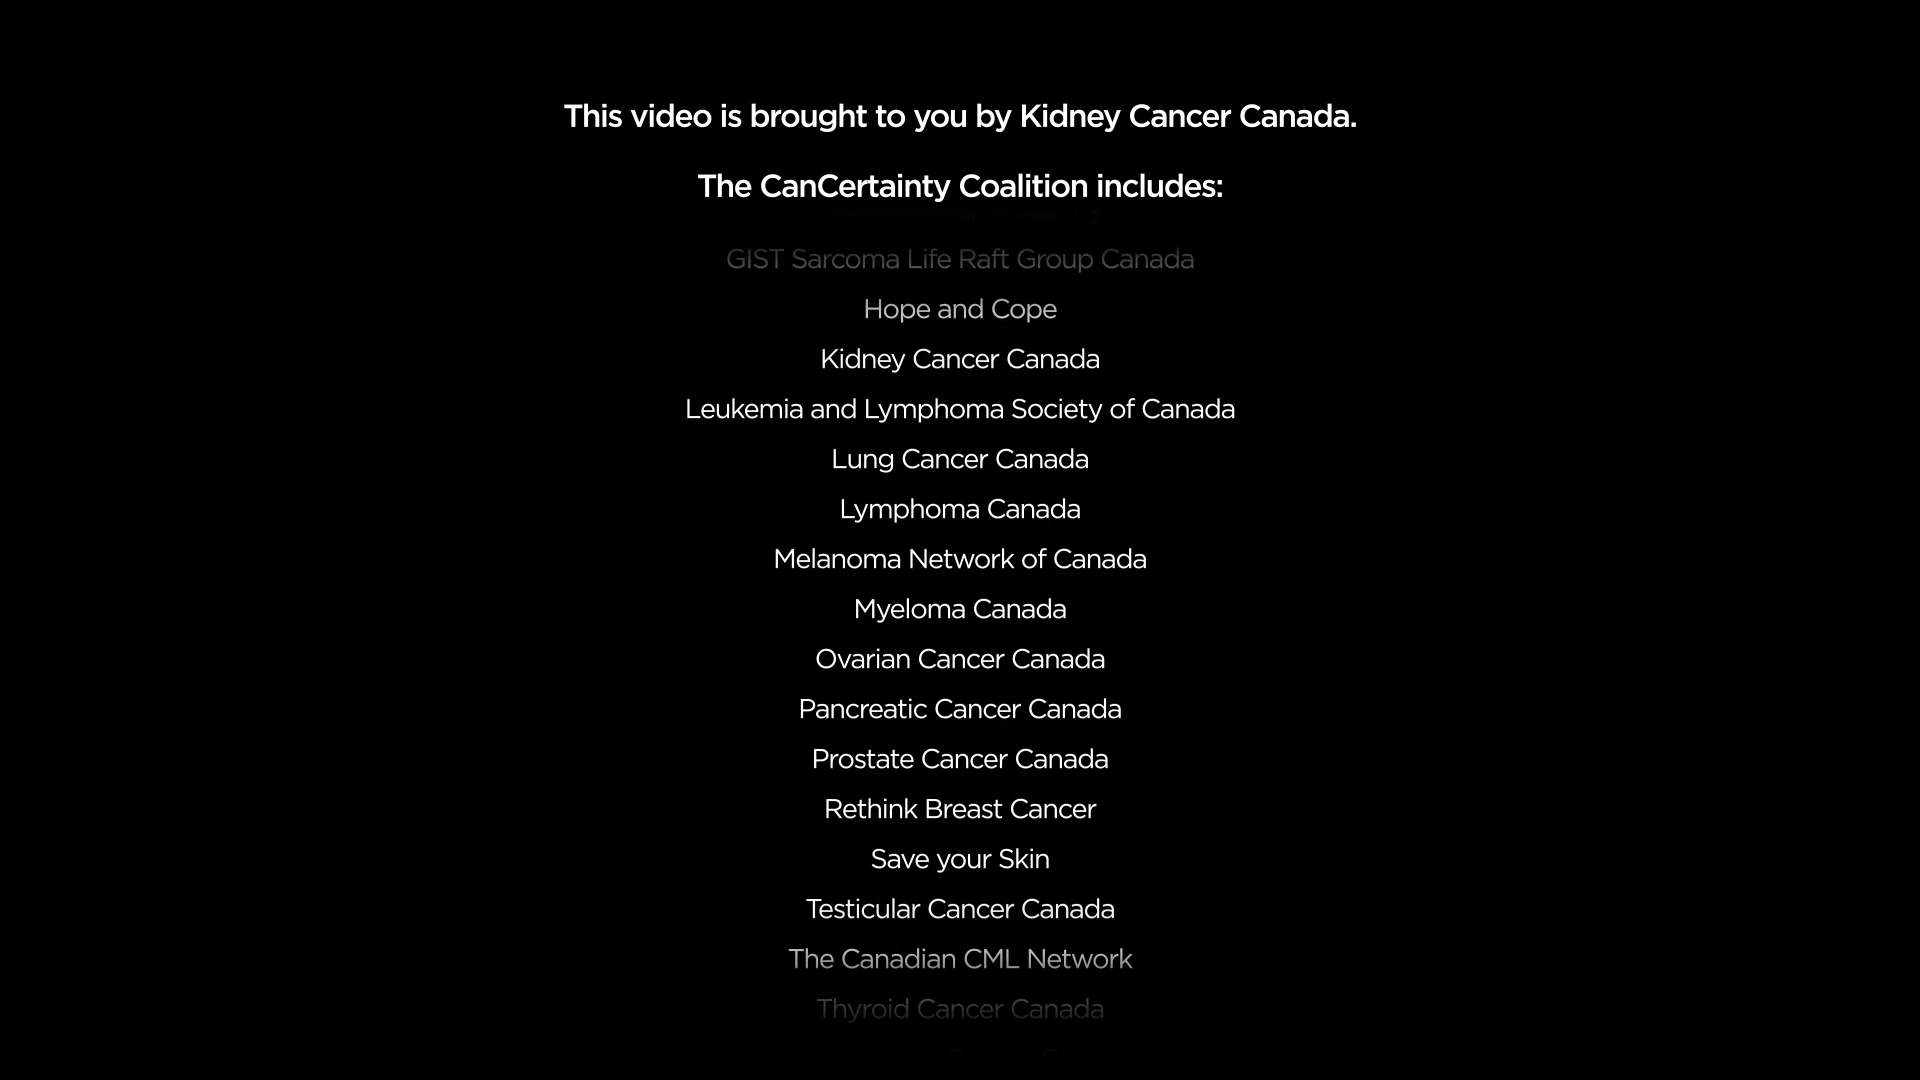 This video is brought to you by Kidney Cancer Canada.
The CanCertainty Coalition includes:
GIST Sarcoma Life Raft Group Canada
Hope and Cope
Kidney Cancer Canada
Leukemia and Lymphoma Society of Canada
Lung Cancer Canada
Lymphoma Canada
Melanoma Network of Canada
Myeloma Canada
Ovarian Cancer Canada
Pancreatic Cancer Canada
Prostate Cancer Canada
Rethink Breast Cancer
Save your Skin
Testicular Cancer Canada
The Canadian CML Network
Thyroid Cancer Canada